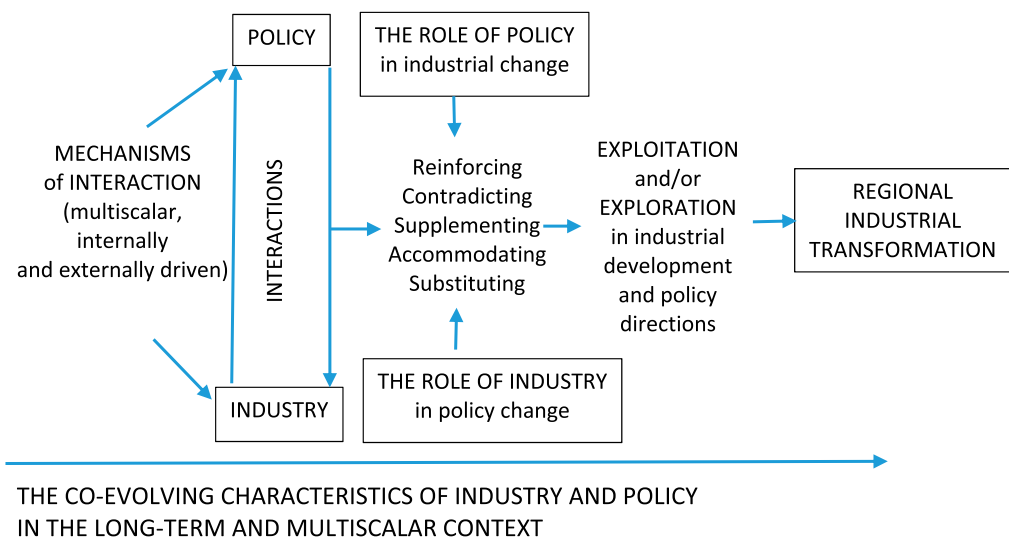 POLICY
THE ROLE OF POLICY
in industrial change
MECHANISMS
of INTERACTION
(multiscalar,
internally
and externally driven)
INTERACTIONS
Reinforcing
Contradicting
Supplementing
Accommodating
Substituting
EXPLOITATION
and/or
EXPLORATION
in industrial
development
and policy
directions
REGIONAL
INDUSTRIAL
TRANSFORMATION
INDUSTRY
THE ROLE OF INDUSTRY
in policy change
THE CO-EVOLVING CHARACTERISTICS OF INDUSTRY AND POLICY
IN THE LONG-TERM AND MULTISCALAR CONTEXT